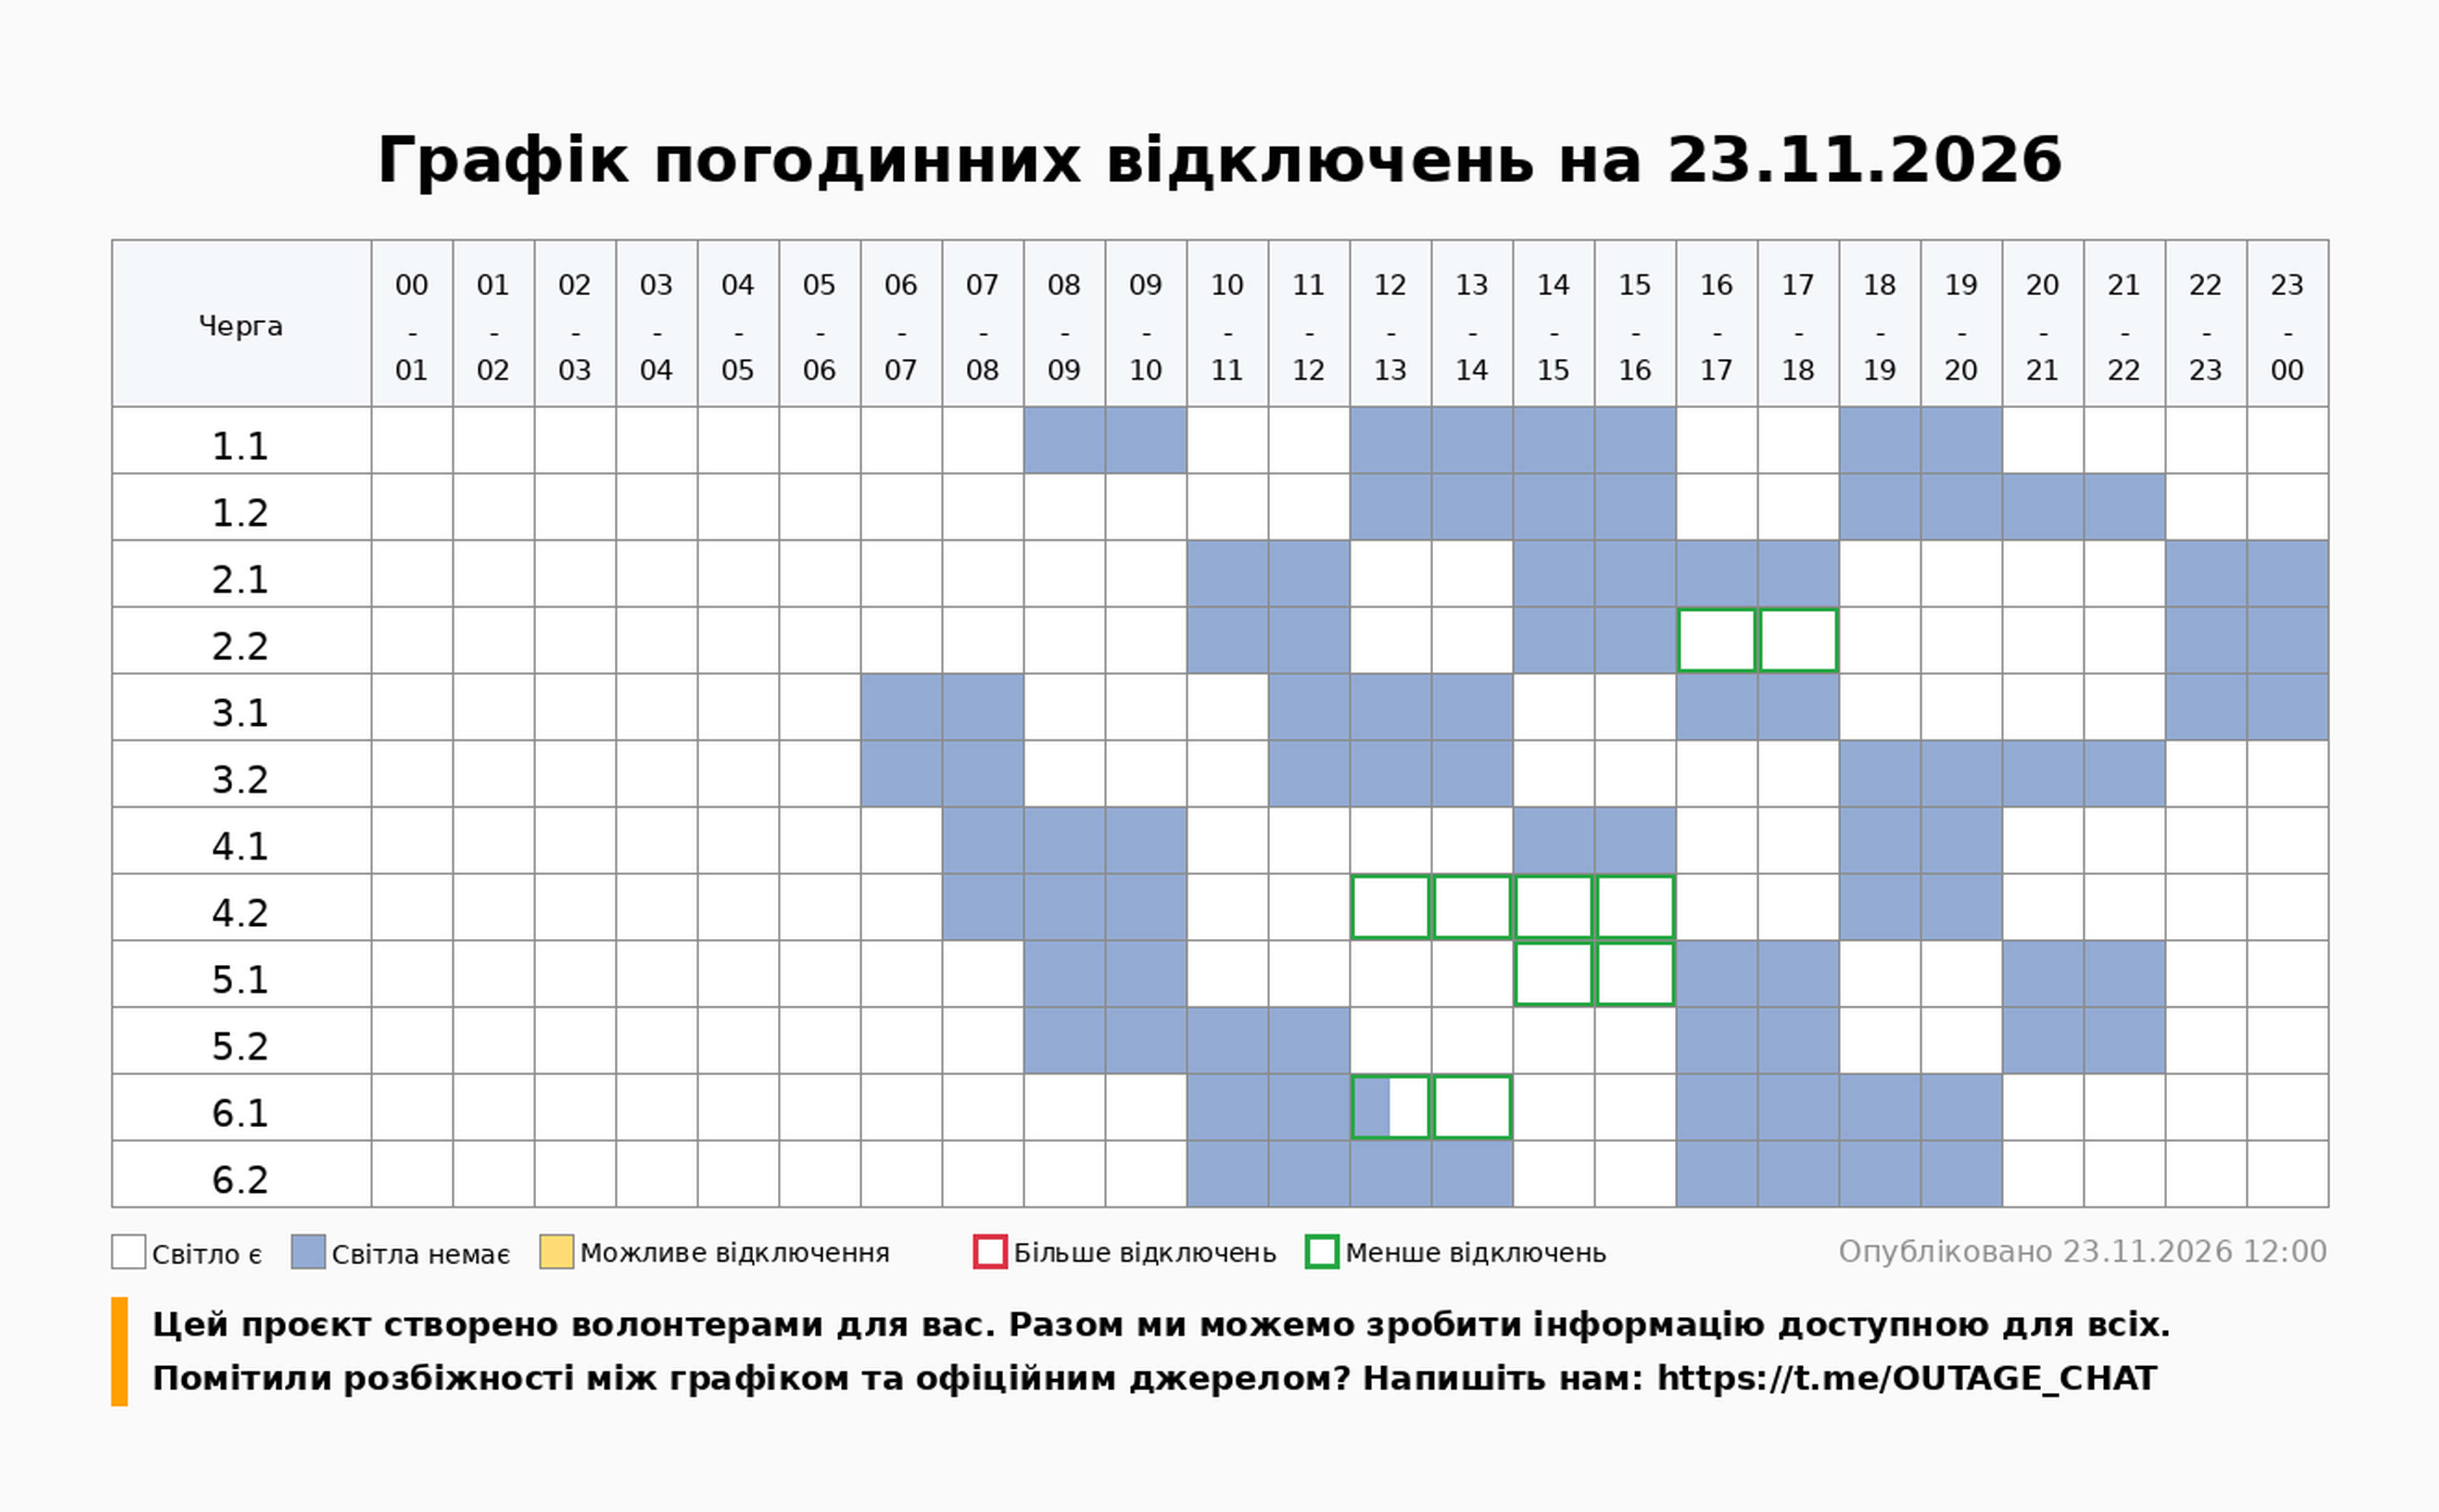 Графік погодинних відключень на 23.11.2026
Черга
00 - 01
01 - 02
02 - 03
03 - 04
04 - 05
05 - 06
06 - 07
07 - 08
08 - 09
09 - 10
10 - 11
11 - 12
12 - 13
13 - 14
14 - 15
15 - 16
16 - 17
17 - 18
18 - 19
19 - 20
20 - 21
21 - 22
22 - 23
23 - 00
1.1
1.2
2.1
2.2
3.1
3.2
4.1
4.2
5.1
5.2
6.1
6.2
Світло є
Світла немає
Можливе відключення
Більше відключень
Менше відключень
Опубліковано 23.11.2026 12:00
Цей проєкт створено волонтерами для вас. Разом ми можемо зробити інформацію доступною для всіх.
Помітили розбіжності між графіком та офіційним джерелом? Напишіть нам: https://t.me/OUTAGE_CHAT